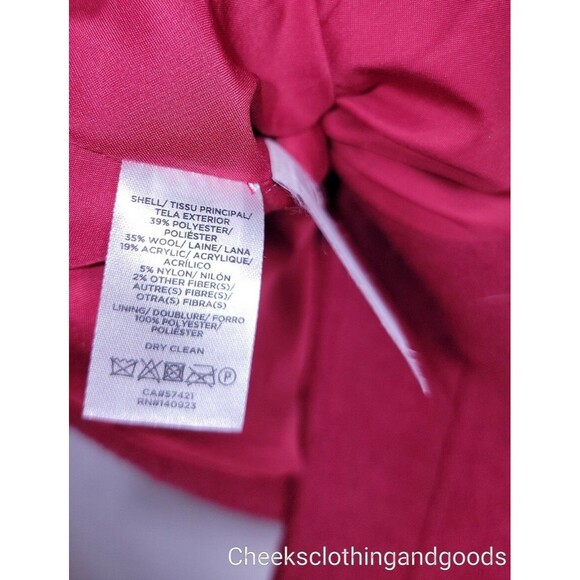 SHELL/ TISSU PRINCIPAL/
TELA EXTERIOR
39% POLYESTER/
POLIÉSTER
35% WOOL/ LAINE/ LANA
19% ACRYLIC/ ACRYLIQUE/
ACRÍLICO
5% NYLON/ NILÓN
2% OTHER FIBER(S)/
AUTRE(S) FIBRE(S)/
OTRA(S) FIBRA(S)
LINING/ DOUBLURE/ FORRO
100% POLYESTER/
POLIÉSTER
DRY CLEAN
P
CA#57421
RN#140923
Cheeksclothingandgoods